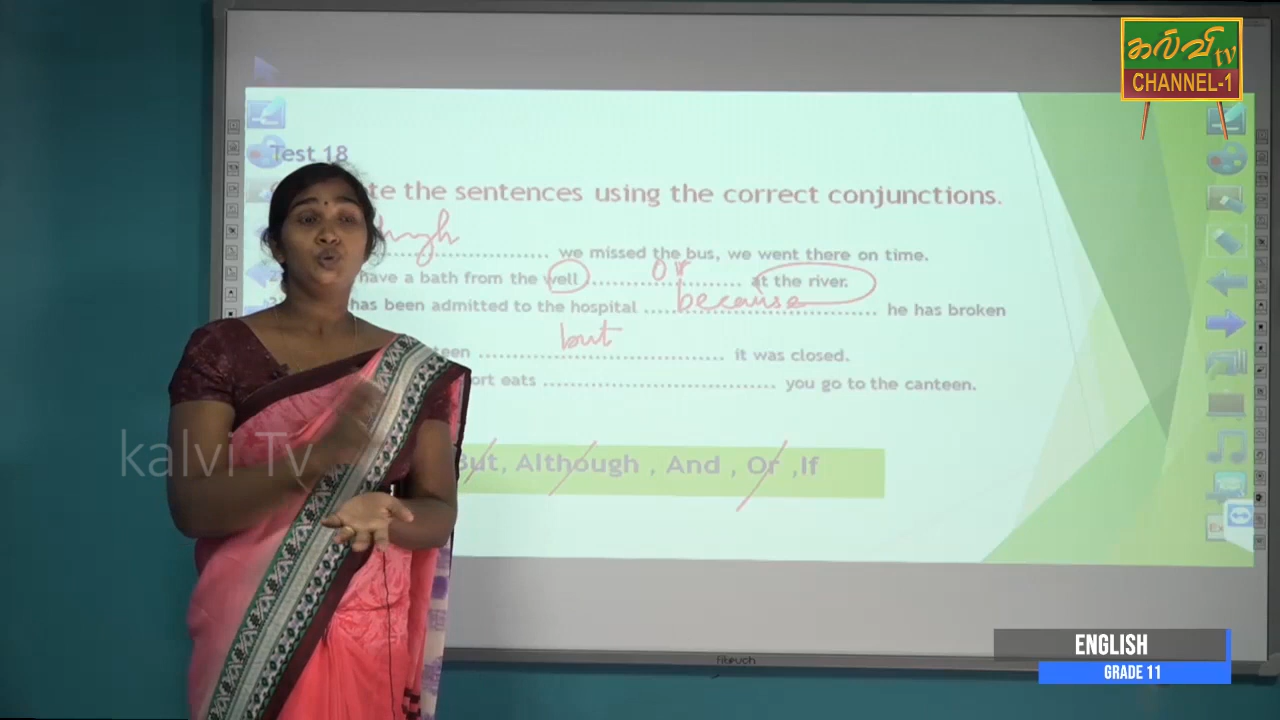 கல்வி tv
CHANNEL-1
Test 18
te the sentences using the correct conjunctions.
hugh
.......................... we missed the bus, we went there on time.
or
have a bath from the well .......................... at the river.
because
has been admitted to the hospital .......................................... he has broken
but
teen ........................................... it was closed.
ort eats .......................................... you go to the canteen.
But, Although , And , Or ,If
kalvi Tv
fitouch
ENGLISH
GRADE 11